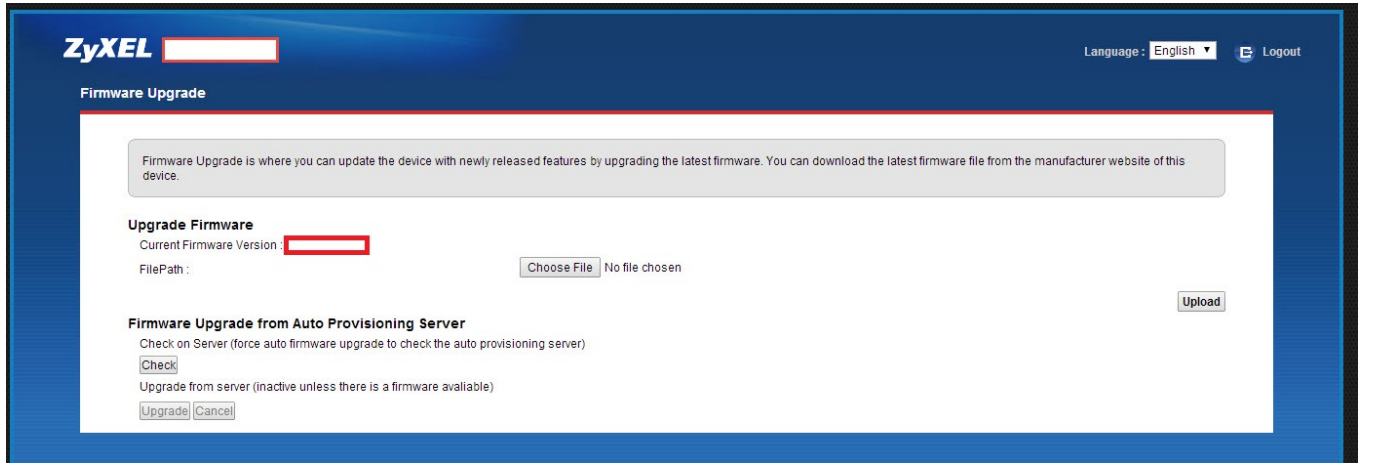 ZyXEL
Language : English
Logout
Firmware Upgrade
Firmware Upgrade is where you can update the device with newly released features by upgrading the latest firmware. You can download the latest firmware file from the manufacturer website of this
device.
Upgrade Firmware
Current Firmware Version :
FilePath :
Choose File No file chosen
Upload
Firmware Upgrade from Auto Provisioning Server
Check on Server (force auto firmware upgrade to check the auto provisioning server)
Check
Upgrade from server (inactive unless there is a firmware avaliable)
Upgrade Cancel